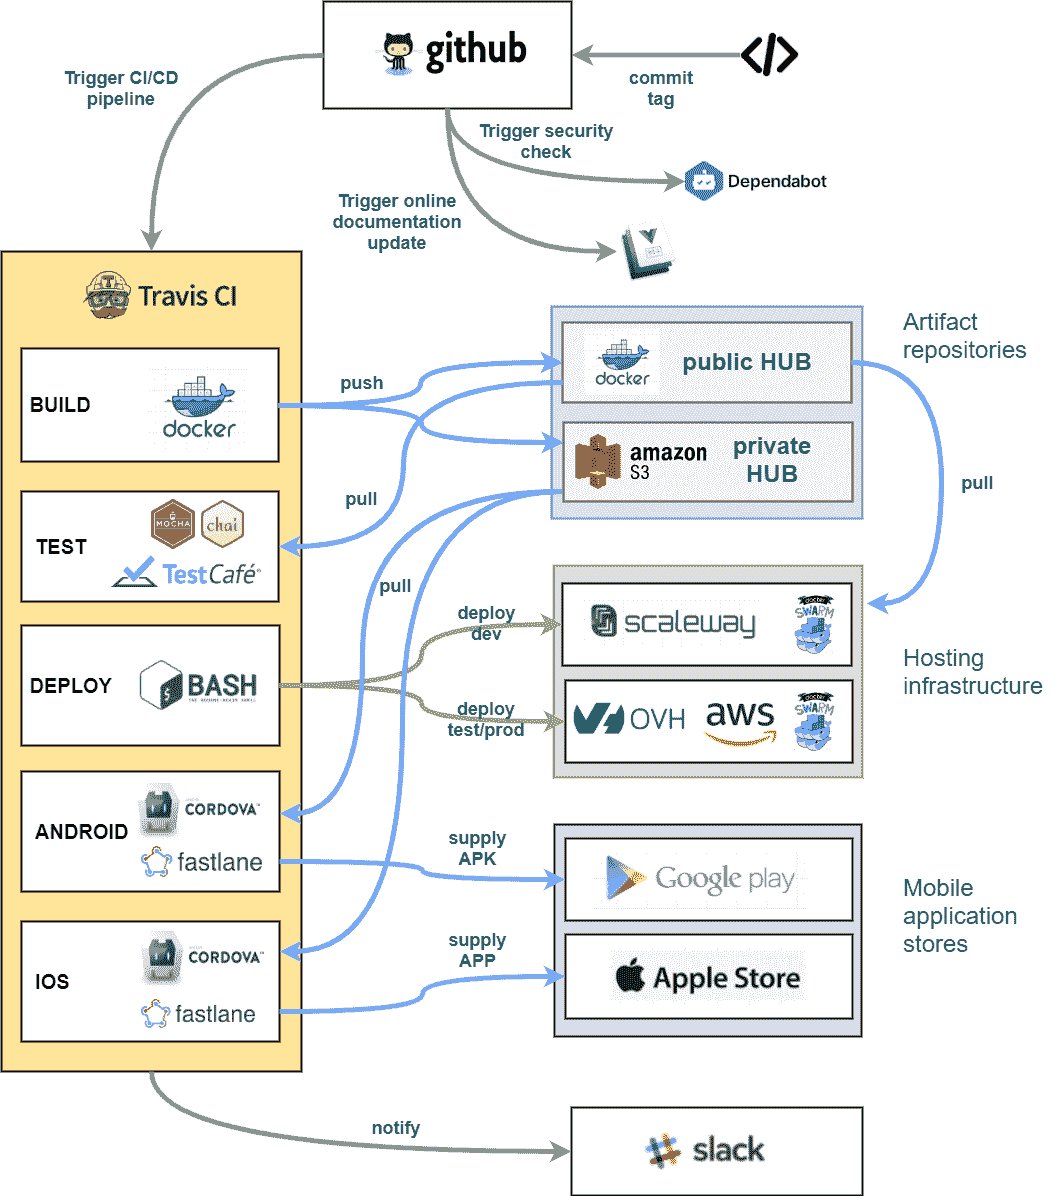 github
commit
tag
Trigger CI/CD
pipeline
Trigger security
check
Dependabot
Trigger online
documentation
update
Travis CI
BUILD
docker
push
docker
public HUB
Artifact
repositories
amazon
S3
private
HUB
pull
TEST
MOCHA
chai
TestCafé
pull
pull
DEPLOY
BASH
THE BOURNE-AGAIN SHELL
deploy
dev
Scaleway
DOCKER
SWARM
deploy
test/prod
OVH
aws
DOCKER
SWARM
Hosting
infrastructure
ANDROID
CORDOVA™
fastlane
supply
APK
Google play
Mobile
application
stores
IOS
CORDOVA™
fastlane
supply
APP
Apple Store
notify
slack